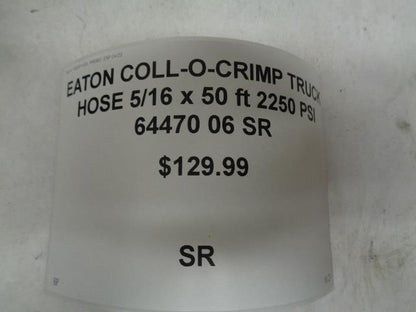 EATON COLL-O-CRIMP TRUCK
HOSE 5/16 x 50 ft 2250 PSI
64470 06 SR
$129.99
SR